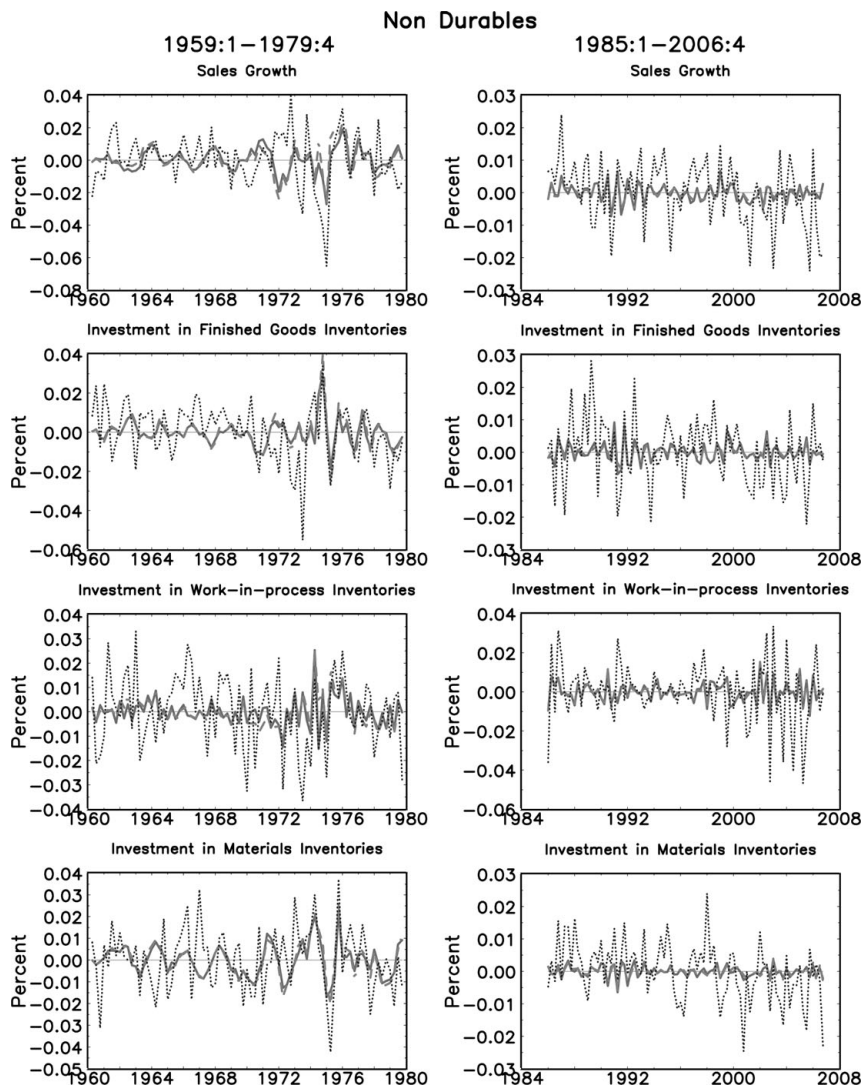 Non Durables
1959:1–1979:4
1985:1–2006:4
Sales Growth
Percent
0.04
0.02
0.00
−0.02
−0.04
−0.06
−0.08
1960 1964 1968 1972 1976 1980
Sales Growth
Percent
0.03
0.02
0.01
0.00
−0.01
−0.02
−0.03
1984 1992 2000 2008
Investment in Finished Goods Inventories
Percent
0.04
0.02
0.00
−0.02
−0.04
−0.06
1960 1964 1968 1972 1976 1980
Investment in Finished Goods Inventories
Percent
0.03
0.02
0.01
0.00
−0.01
−0.02
−0.03
1984 1992 2000 2008
Investment in Work−in−process Inventories
Percent
0.04
0.03
0.02
0.01
0.00
−0.01
−0.02
−0.03
−0.04
1960 1964 1968 1972 1976 1980
Investment in Work−in−process Inventories
Percent
0.04
0.02
0.00
−0.02
−0.04
−0.06
1984 1992 2000 2008
Investment in Materials Inventories
Percent
0.04
0.03
0.02
0.01
0.00
−0.01
−0.02
−0.03
−0.04
−0.05
1960 1964 1968 1972 1976 1980
Investment in Materials Inventories
Percent
0.03
0.02
0.01
0.00
−0.01
−0.02
−0.03
1984 1992 2000 2008